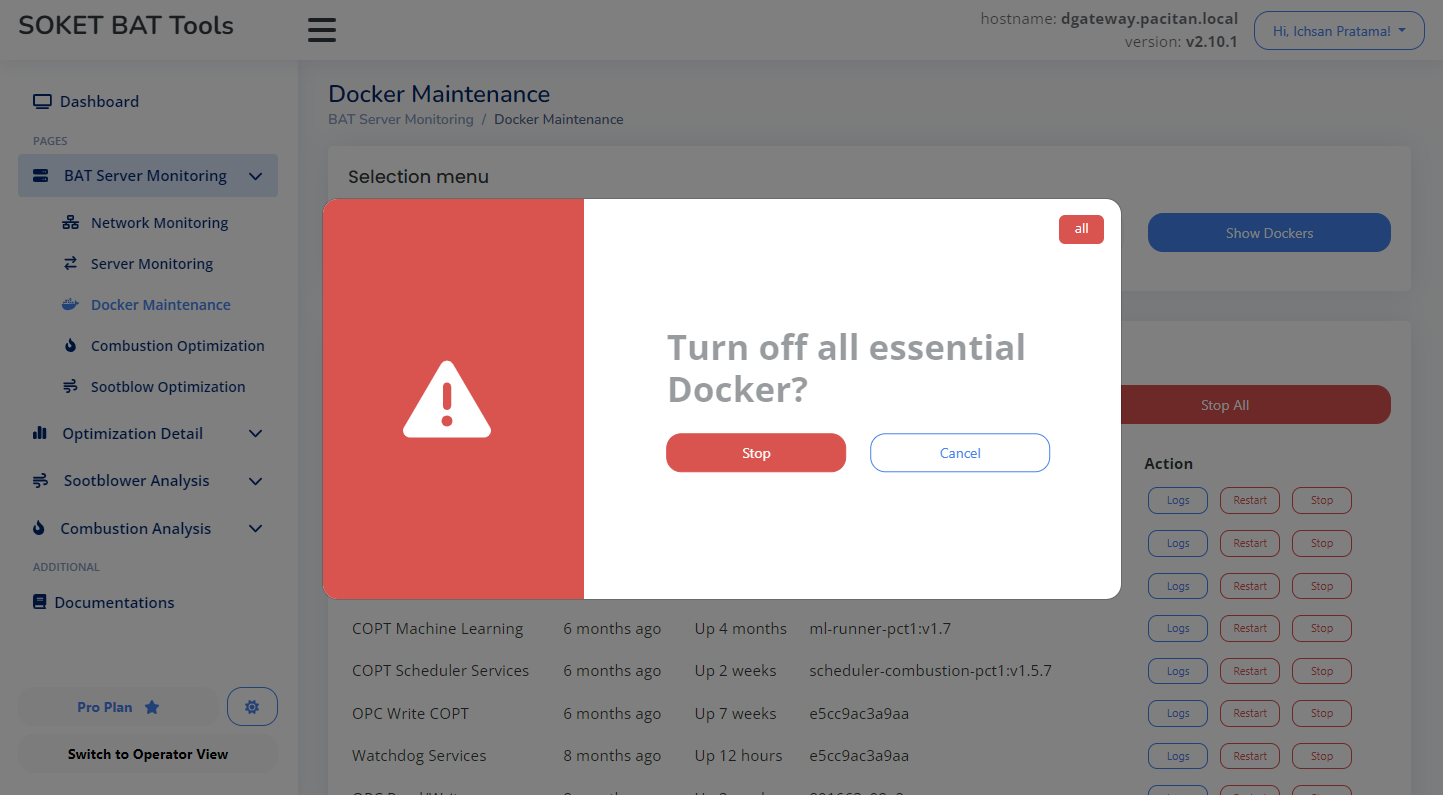 SOKET BAT Tools
hostname: dgateway.pacitan.local
version: v2.10.1
Hi, Ichsan Pratama!
Dashboard
PAGES
BAT Server Monitoring
Network Monitoring
Server Monitoring
Docker Maintenance
Combustion Optimization
Sootblow Optimization
Optimization Detail
Sootblower Analysis
Combustion Analysis
ADDITIONAL
Documentations
Pro Plan
Switch to Operator View
Docker Maintenance
BAT Server Monitoring / Docker Maintenance
Selection menu
Show Dockers
all
Turn off all essential
Docker?
Stop Cancel
Stop All
Action
Logs Restart Stop
Logs Restart Stop
Logs Restart Stop
COPT Machine Learning 6 months ago Up 4 months ml-runner-pct1:v1.7 Logs Restart Stop
COPT Scheduler Services 6 months ago Up 2 weeks scheduler-combustion-pct1:v1.5.7 Logs Restart Stop
OPC Write COPT 6 months ago Up 7 weeks e5cc9ac3a9aa Logs Restart Stop
Watchdog Services 8 months ago Up 12 hours e5cc9ac3a9aa Logs Restart Stop